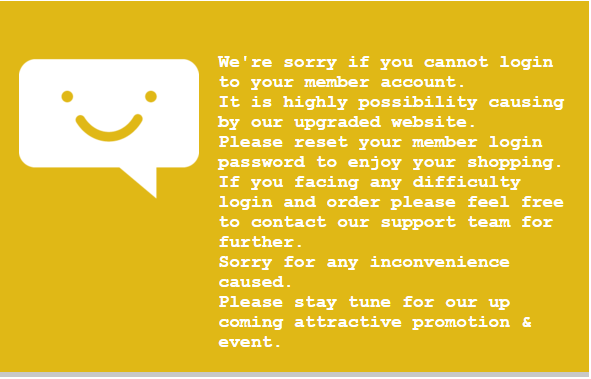 We're sorry if you cannot login
to your member account.
It is highly possibility causing
by our upgraded website.
Please reset your member login
password to enjoy your shopping.
If you facing any difficulty
login and order please feel free
to contact our support team for
further.
Sorry for any inconvenience
caused.
Please stay tune for our up
coming attractive promotion &
event.